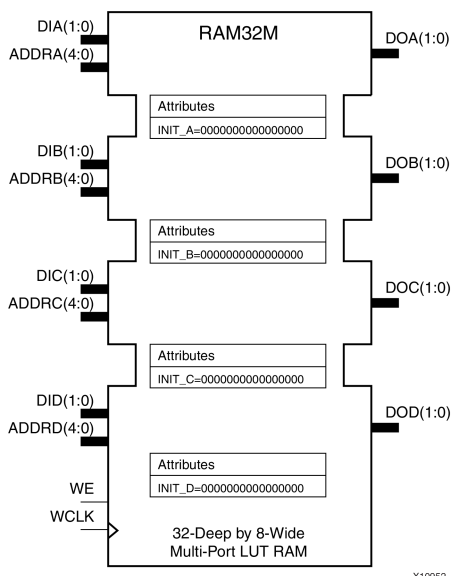 RAM32M
DIA(1:0)
ADDRA(4:0)
DOA(1:0)
Attributes
INIT_A=0000000000000000
DIB(1:0)
ADDRB(4:0)
DOB(1:0)
Attributes
INIT_B=0000000000000000
DIC(1:0)
ADDRC(4:0)
DOC(1:0)
Attributes
INIT_C=0000000000000000
DID(1:0)
ADDRD(4:0)
DOD(1:0)
Attributes
INIT_D=0000000000000000
WE
WCLK
32-Deep by 8-Wide
Multi-Port LUT RAM